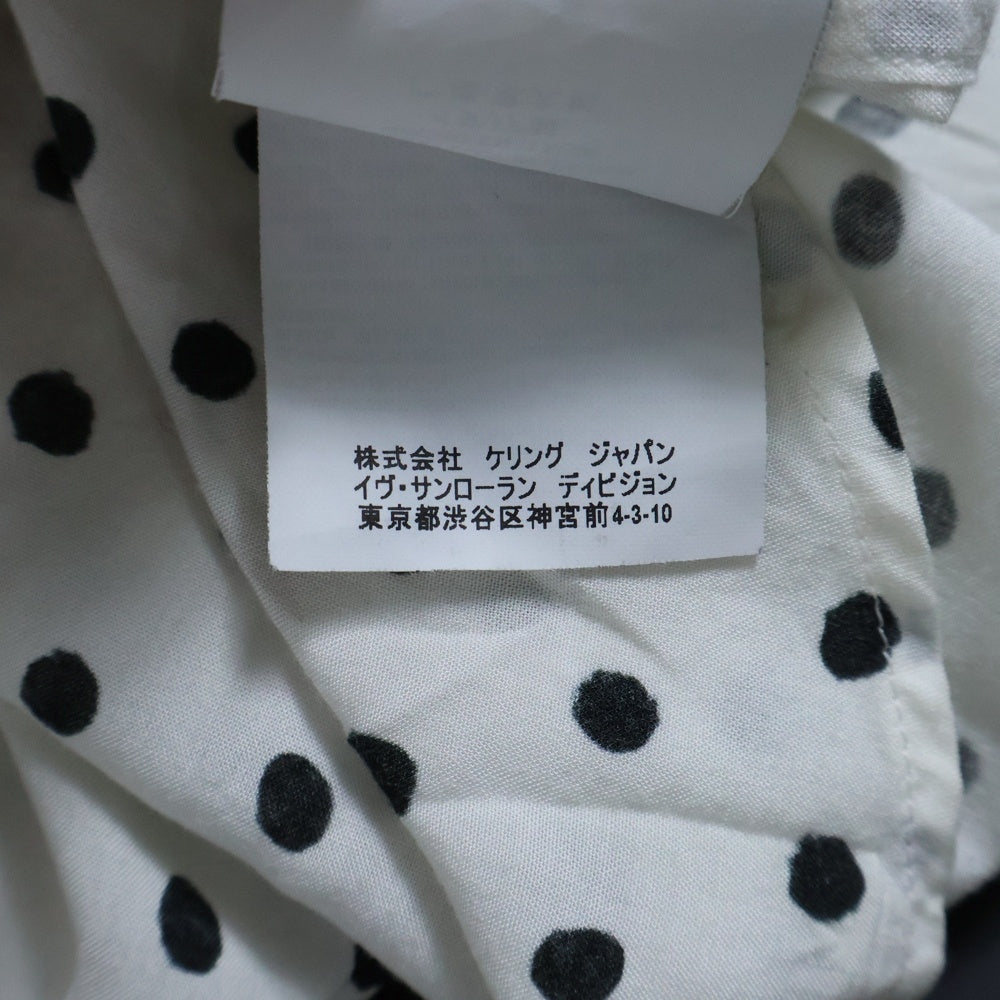 株式会社 ケリング ジャパン
イヴ・サンローラン ディビジョン
東京都渋谷区神宮前4-3-10